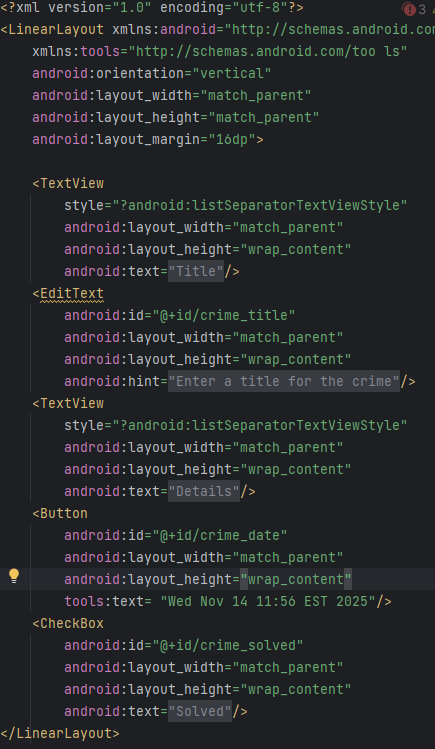 <?xml version="1.0" encoding="utf-8"?> 3
<LinearLayout xmlns:android="http://schemas.android.com
    xmlns:tools="http://schemas.android.com/too ls"
    android:orientation="vertical"
    android:layout_width="match_parent"
    android:layout_height="match_parent"
    android:layout_margin="16dp">

    <TextView
        style="?android:listSeparatorTextViewStyle"
        android:layout_width="match_parent"
        android:layout_height="wrap_content"
        android:text="Title"/>
    <EditText
        android:id="@+id/crime_title"
        android:layout_width="match_parent"
        android:layout_height="wrap_content"
        android:hint="Enter a title for the crime"/>
    <TextView
        style="?android:listSeparatorTextViewStyle"
        android:layout_width="match_parent"
        android:layout_height="wrap_content"
        android:text="Details"/>
    <Button
        android:id="@+id/crime_date"
        android:layout_width="match_parent"
        android:layout_height="wrap_content"
        tools:text= "Wed Nov 14 11:56 EST 2025"/>
    <CheckBox
        android:id="@+id/crime_solved"
        android:layout_width="match_parent"
        android:layout_height="wrap_content"
        android:text="Solved"/>
</LinearLayout>